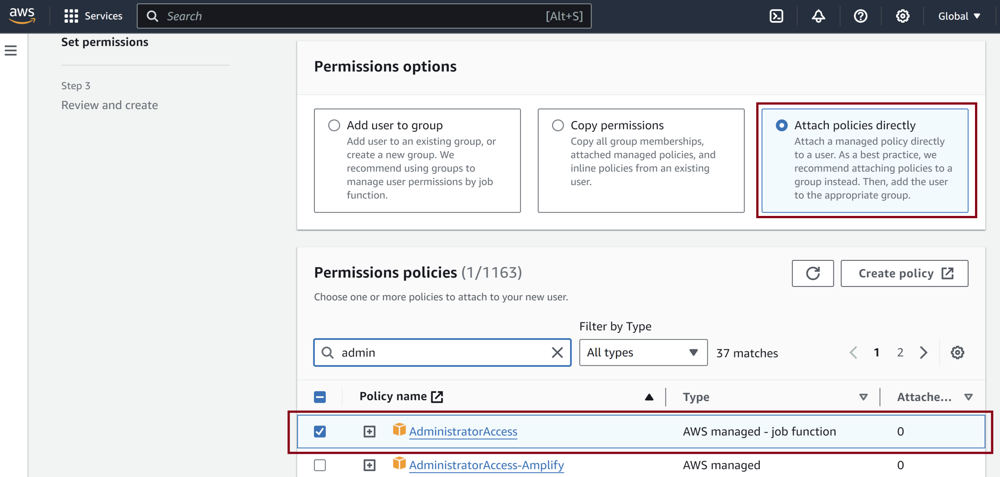 aws
Services
Search
[Alt+S]
Global
Set permissions
Step 3
Review and create
Permissions options
Add user to group
Add user to an existing group, or
create a new group. We
recommend using groups to
manage user permissions by job
function.
Copy permissions
Copy all group memberships,
attached managed policies, and
inline policies from an existing
user.
Attach policies directly
Attach a managed policy directly
to a user. As a best practice, we
recommend attaching policies to a
group instead. Then, add the user
to the appropriate group.
Permissions policies (1/1163)
Create policy
Choose one or more policies to attach to your new user.
Filter by Type
admin
All types
37 matches
1
2
Policy name
Type
Attache...
AdministratorAccess
AWS managed - job function
0
AdministratorAccess-Amplify
AWS managed
0